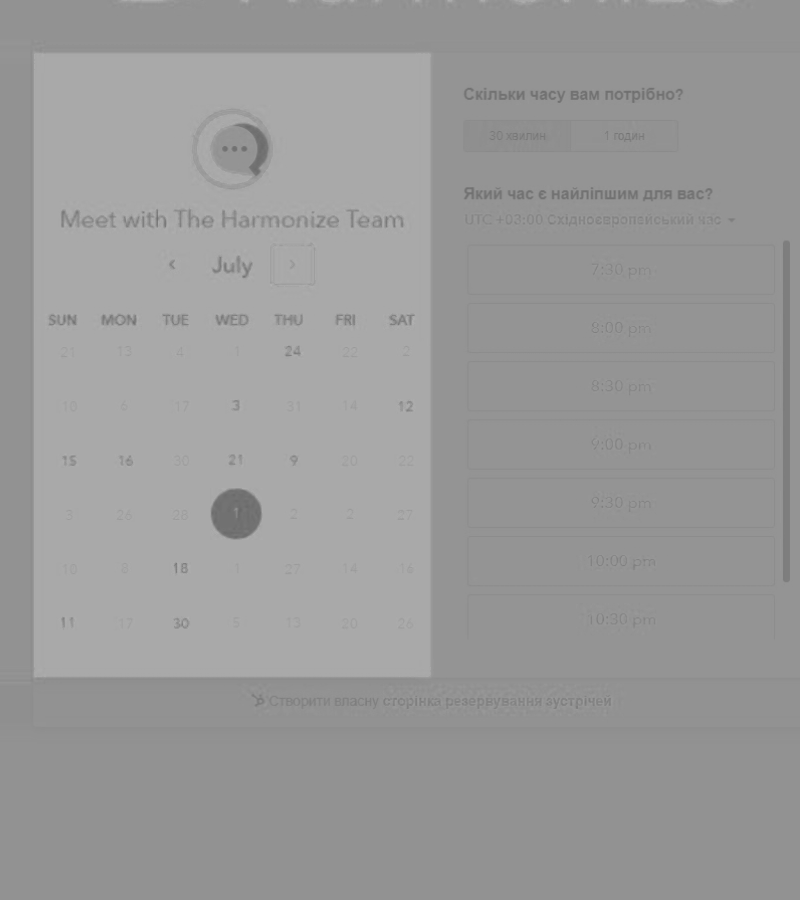 Meet with The Harmonize Team
‹ July ›
SUN MON TUE WED THU FRI SAT
21 13 4 1 24 22 2
10 6 17 3 31 14 12
15 16 30 21 9 20 22
3 26 28 1 2 2 27
10 8 18 1 27 14 16
11 17 30 5 13 20 26
Скільки часу вам потрібно?
30 хвилин 1 годин
Який час є найліпшим для вас?
UTC +03:00 Східноєвропейський час
7:30 pm
8:00 pm
8:30 pm
9:00 pm
9:30 pm
10:00 pm
10:30 pm
Створити власну сторінка резервування зустрічей